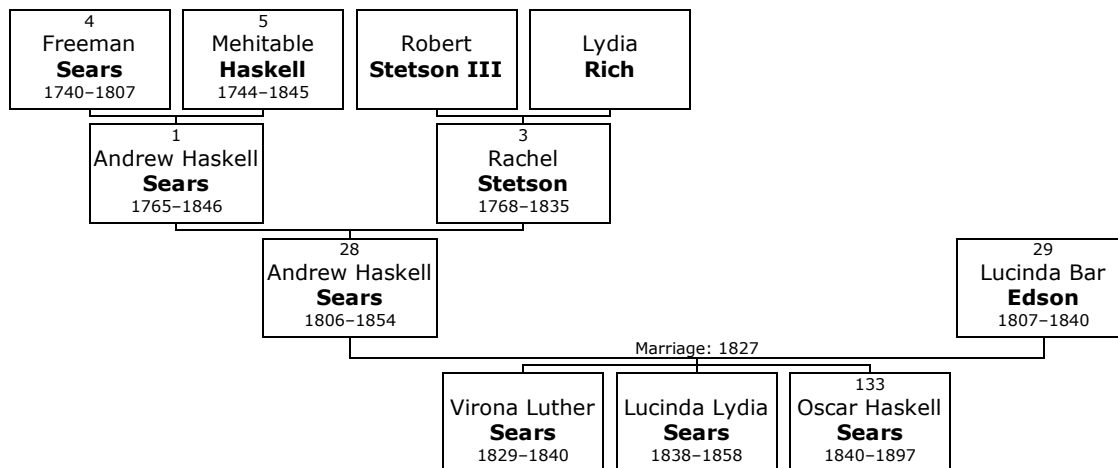 4
Freeman
Sears
1740–1807
5
Mehitable
Haskell
1744–1845
Robert
Stetson III
Lydia
Rich
1
Andrew Haskell
Sears
1765–1846
3
Rachel
Stetson
1768–1835
28
Andrew Haskell
Sears
1806–1854
29
Lucinda Bar
Edson
1807–1840
Marriage: 1827
Virona Luther
Sears
1829–1840
Lucinda Lydia
Sears
1838–1858
133
Oscar Haskell
Sears
1840–1897